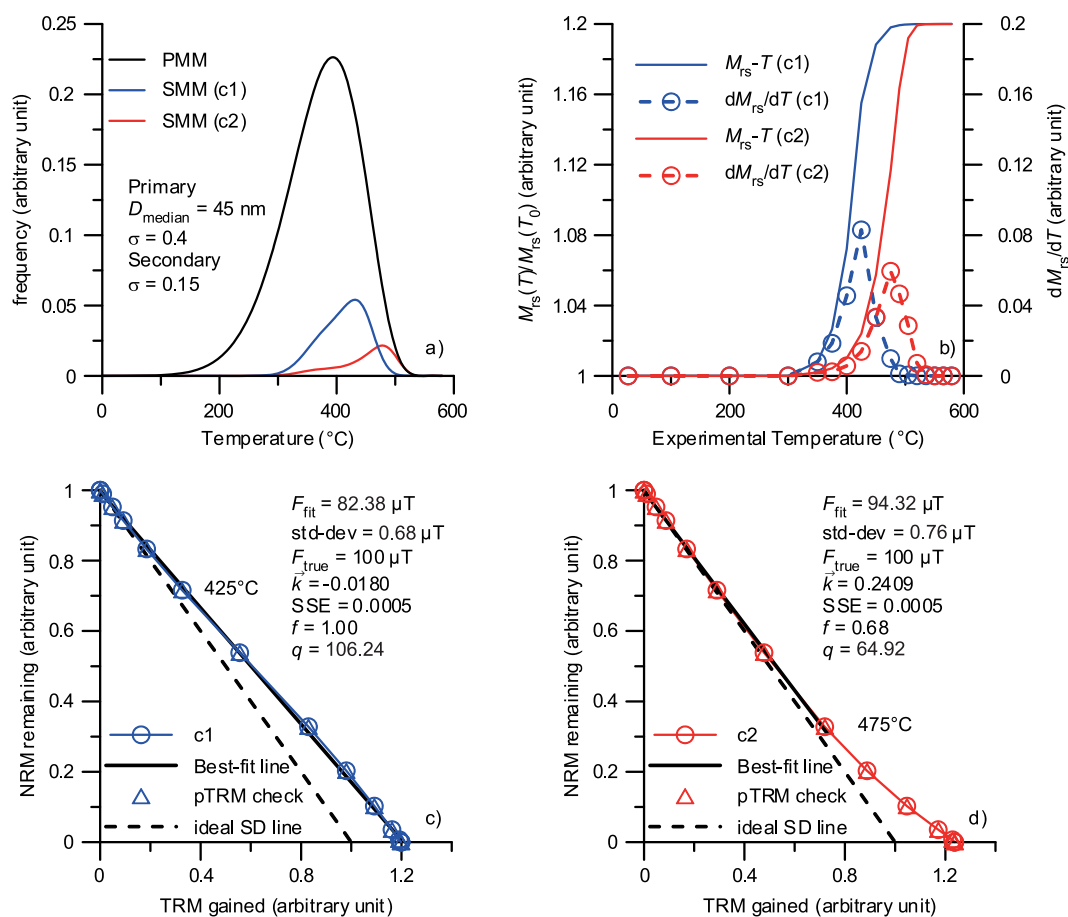 0.25
0.2
0.15
0.1
0.05
0
frequency (arbitrary unit)
PMM
SMM (c1)
SMM (c2)
Primary
D_median = 45 nm
σ = 0.4
Secondary
σ = 0.15
a)
0 200 400 600
Temperature (°C)
1.2
1.16
1.12
1.08
1.04
1
M_rs(T)/M_rs(T_0) (arbitrary unit)
M_rs-T (c1)
dM_rs/dT (c1)
M_rs-T (c2)
dM_rs/dT (c2)
0.2
0.16
0.12
0.08
0.04
0
dM_rs/dT (arbitrary unit)
b)
0 200 400 600
Experimental Temperature (°C)
1
0.8
0.6
0.4
0.2
0
NRM remaining (arbitrary unit)
F_fit = 82.38 µT
std-dev = 0.68 µT
F_true = 100 µT
k⃗ = -0.0180
SSE = 0.0005
f = 1.00
q = 106.24
425°C
c1
Best-fit line
pTRM check
ideal SD line
c)
0 0.4 0.8 1.2
TRM gained (arbitrary unit)
1
0.8
0.6
0.4
0.2
0
NRM remaining (arbitrary unit)
F_fit = 94.32 µT
std-dev = 0.76 µT
F_true = 100 µT
k⃗ = 0.2409
SSE = 0.0005
f = 0.68
q = 64.92
475°C
c2
Best-fit line
pTRM check
ideal SD line
d)
0 0.4 0.8 1.2
TRM gained (arbitrary unit)